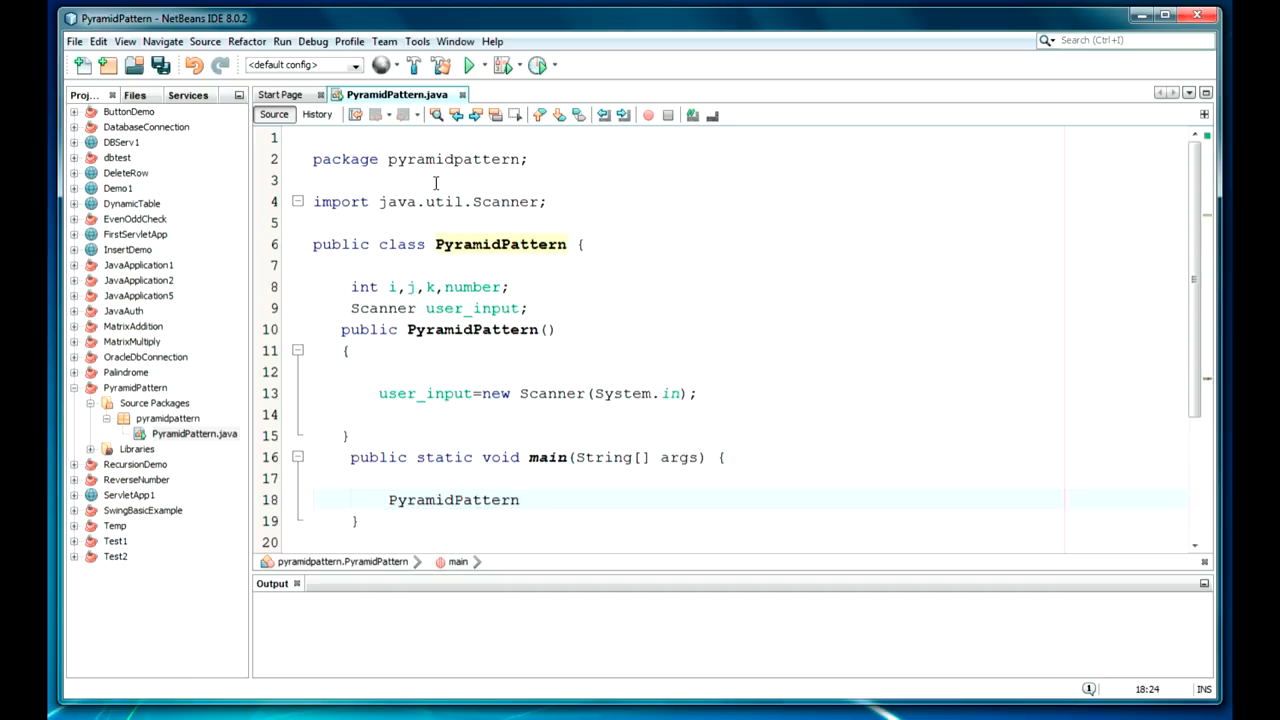 PyramidPattern - NetBeans IDE 8.0.2
File Edit View Navigate Source Refactor Run Debug Profile Team Tools Window Help
Search (Ctrl+I)
<default config>
Proj... Files Services
Start Page PyramidPattern.java
Source History
ButtonDemo
DatabaseConnection
DBServ1
dbtest
DeleteRow
Demo1
DynamicTable
EvenOddCheck
FirstServletApp
InsertDemo
JavaApplication1
JavaApplication2
JavaApplication5
JavaAuth
MatrixAddition
MatrixMultiply
OracleDbConnection
Palindrome
PyramidPattern
Source Packages
pyramidpattern
PyramidPattern.java
Libraries
RecursionDemo
ReverseNumber
ServletApp1
SwingBasicExample
Temp
Test1
Test2
1
2 package pyramidpattern;
3
4 import java.util.Scanner;
5
6 public class PyramidPattern {
7
8 int i,j,k,number;
9 Scanner user_input;
10 public PyramidPattern()
11 {
12
13 user_input=new Scanner(System.in);
14
15 }
16 public static void main(String[] args) {
17
18 PyramidPattern
19 }
20
pyramidpattern.PyramidPattern main
Output
1 18:24 INS